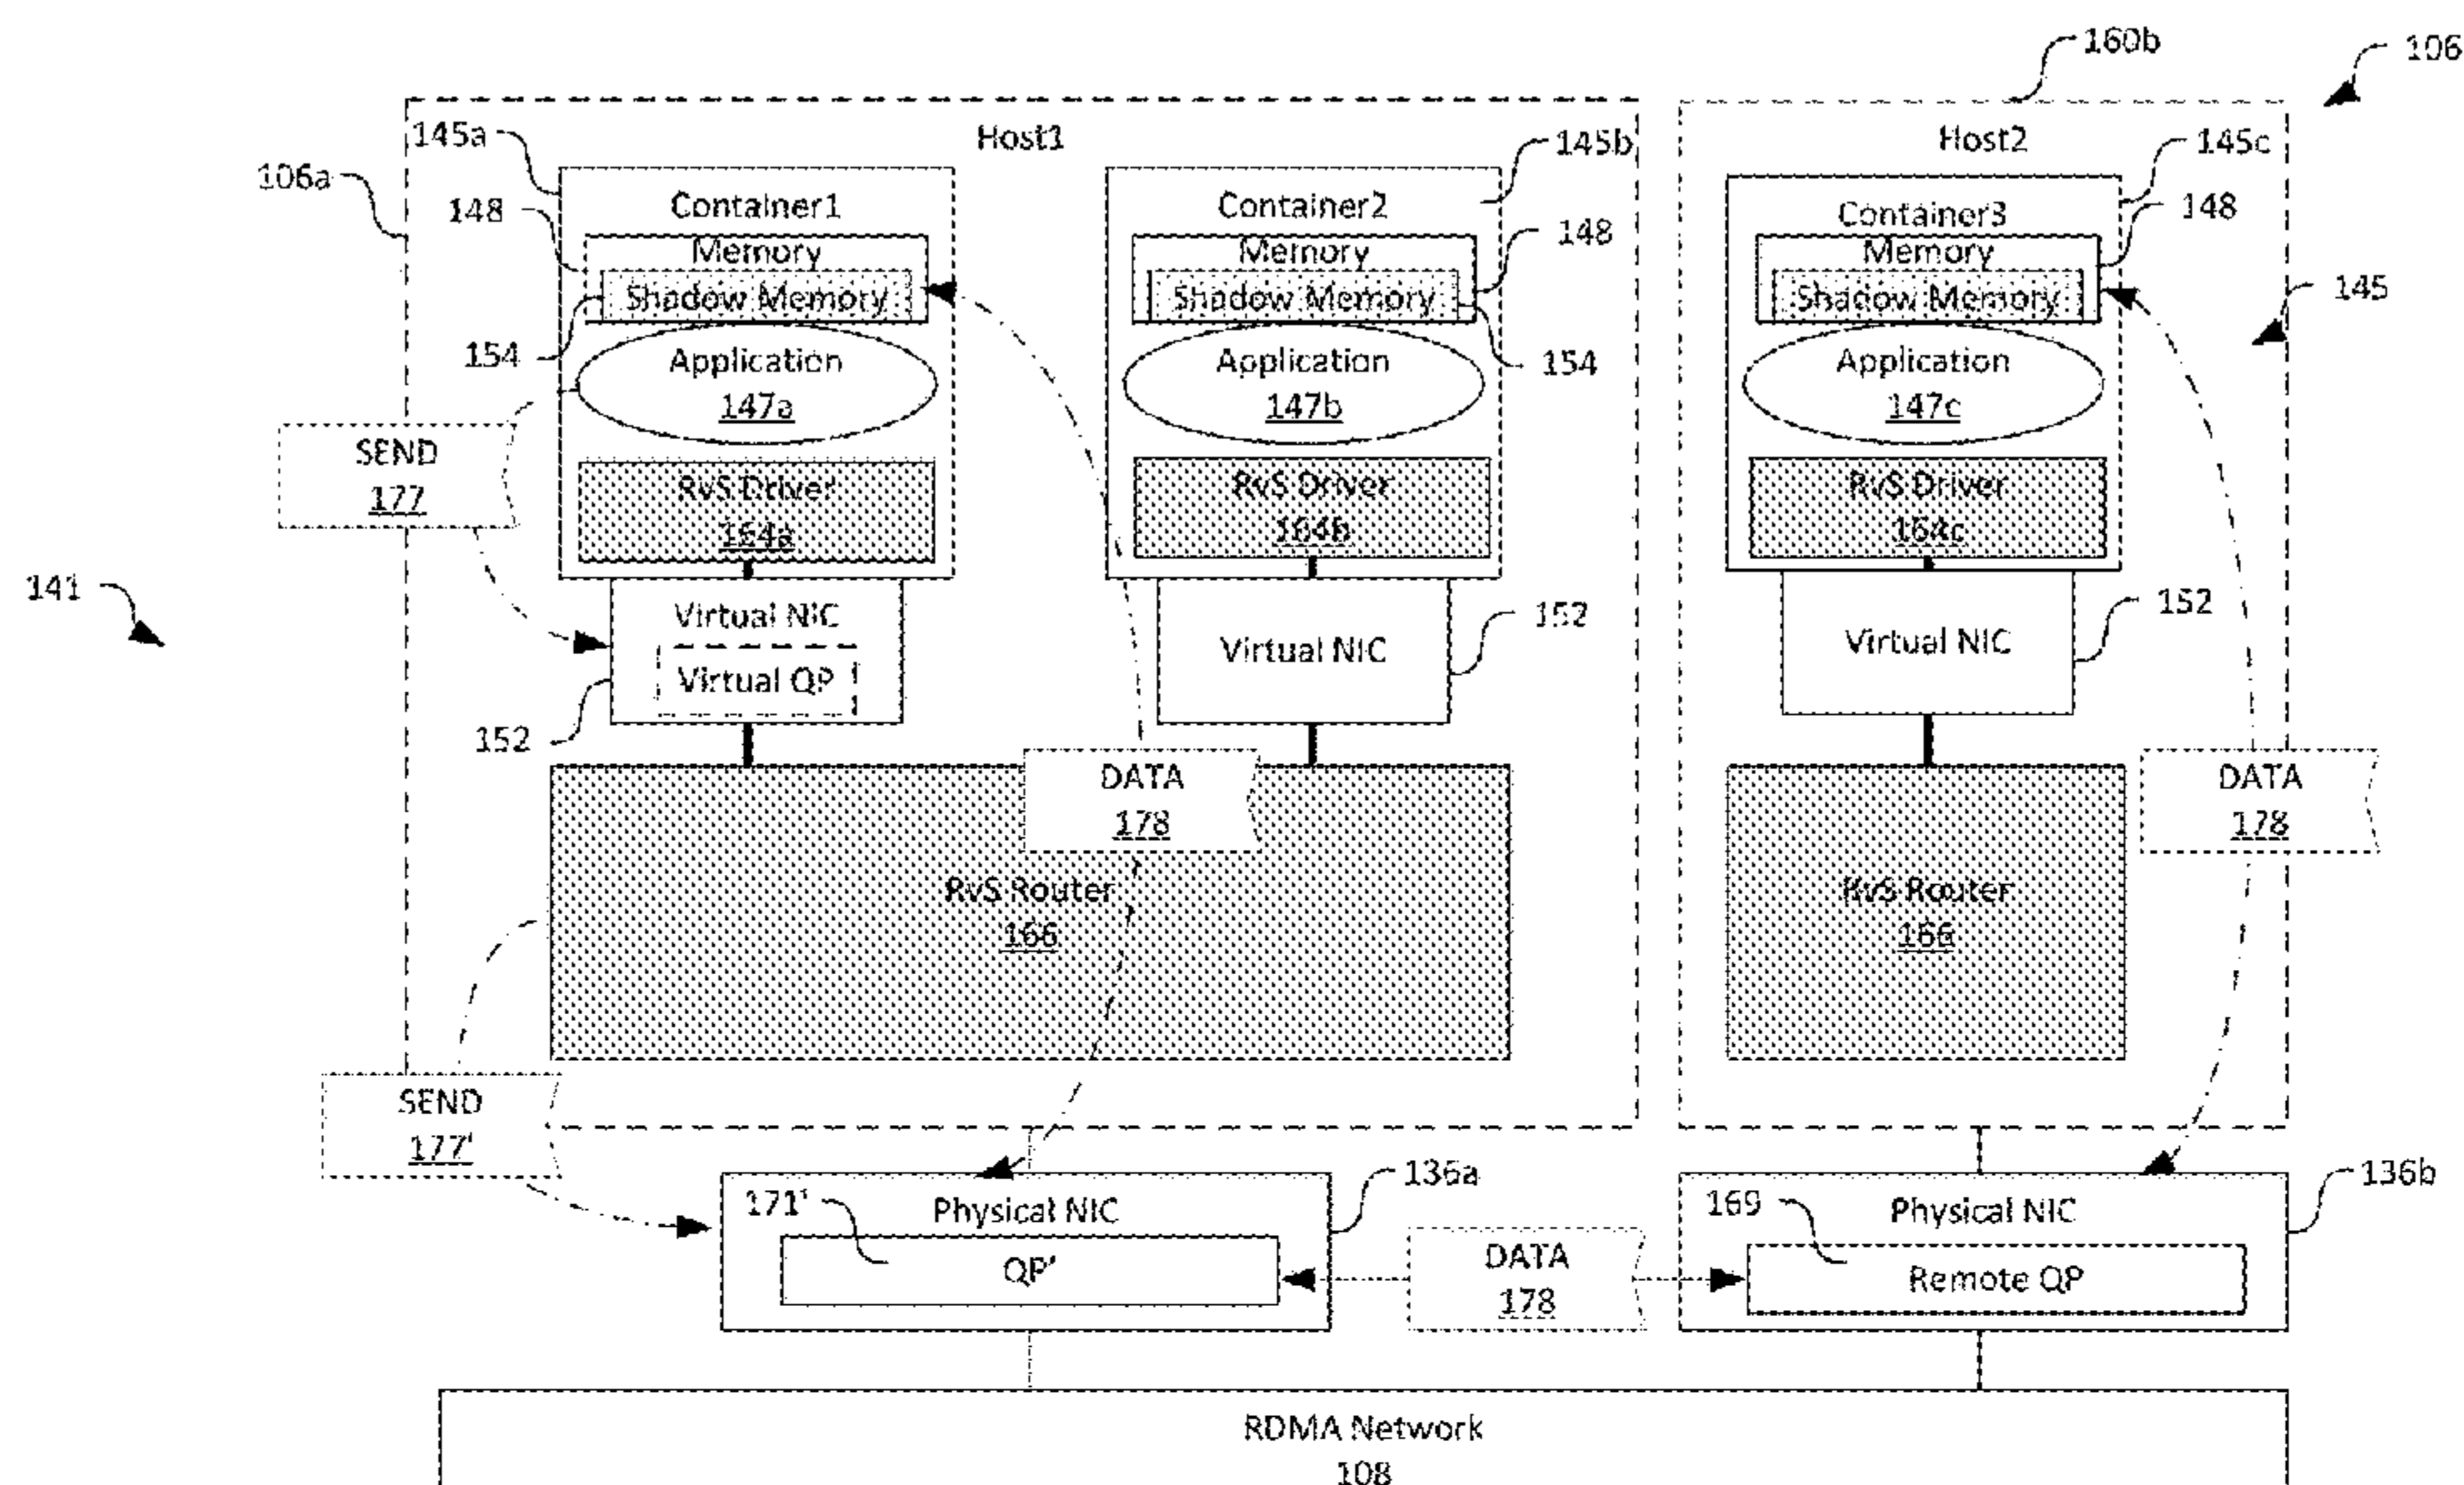 160b
106
Host1
Host2
145a
145b
145c
106a
148
Container1
Memory
Shadow Memory
154
Application
147a
RvS Driver
164a
Container2
Memory
Shadow Memory
148
154
Application
147b
RvS Driver
164b
Container3
Memory
Shadow Memory
148
145
Application
147c
RvS Driver
164c
SEND
177
141
Virtual NIC
Virtual QP
152
Virtual NIC
152
Virtual NIC
152
DATA
178
DATA
178
RvS Router
166
RvS Router
166
SEND
177'
171'
Physical NIC
QP'
136a
DATA
178
169
Physical NIC
Remote QP
136b
RDMA Network
108